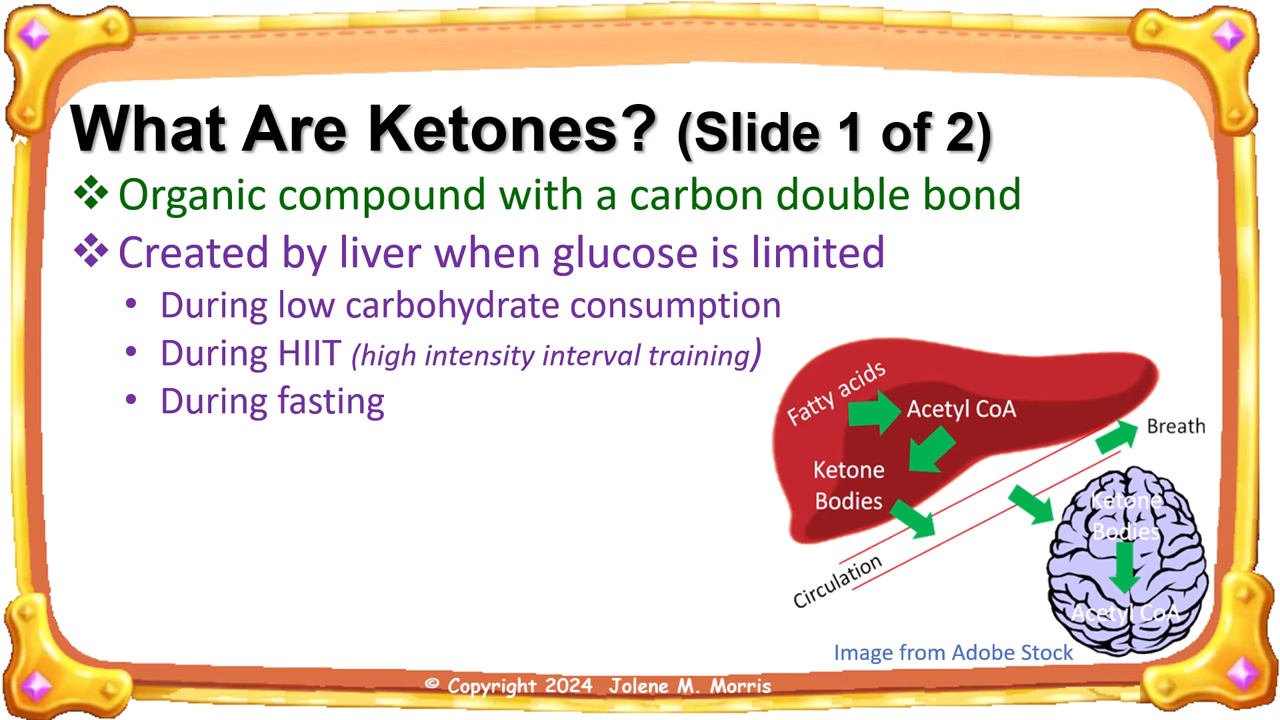 What Are Ketones? (Slide 1 of 2)
❖ Organic compound with a carbon double bond
❖ Created by liver when glucose is limited
• During low carbohydrate consumption
• During HIIT (high intensity interval training)
• During fasting
Fatty acids
Acetyl CoA
Ketone
Bodies
Circulation
Breath
Ketone
Bodies
Acetyl CoA
Image from Adobe Stock
© Copyright 2024 Jolene M. Morris